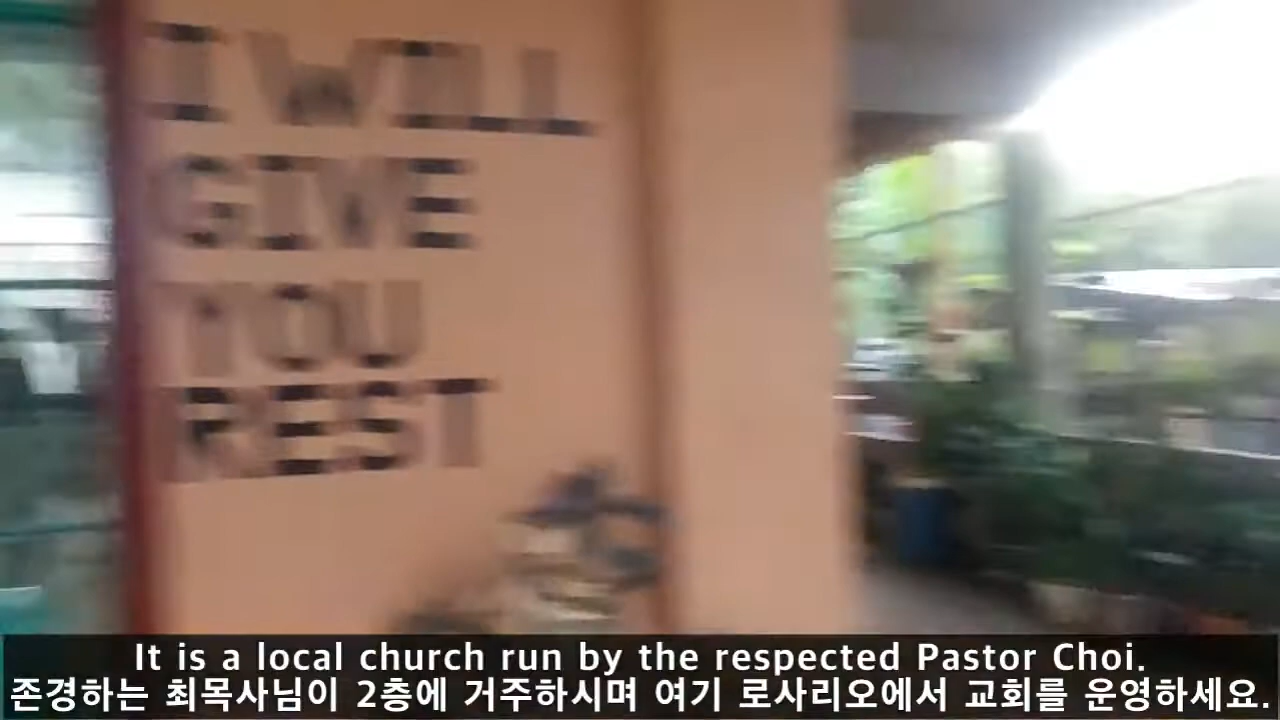 I WILL
GIVE
YOU
REST
It is a local church run by the respected Pastor Choi.
존경하는 최목사님이 2층에 거주하시며 여기 로사리오에서 교회를 운영하세요.